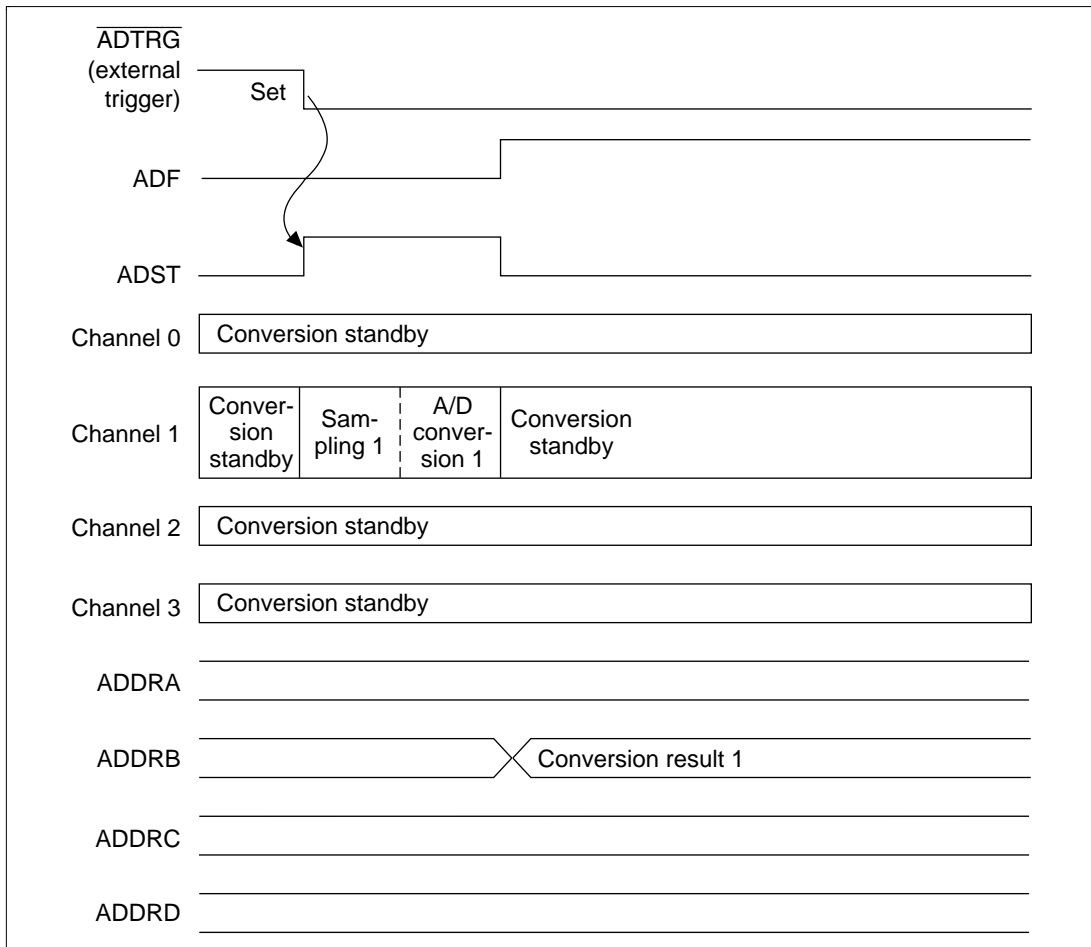 ADTRG
(external
trigger)
Set
ADF
ADST
Channel 0
Conversion standby
Channel 1
Conver-
sion
standby
Sam-
pling 1
A/D
conver-
sion 1
Conversion
standby
Channel 2
Conversion standby
Channel 3
Conversion standby
ADDRA
ADDRB
Conversion result 1
ADDRC
ADDRD